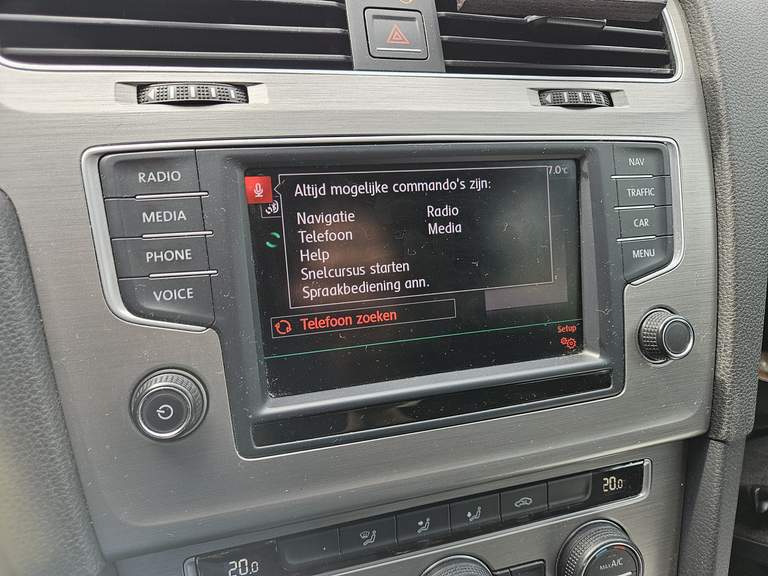 RADIO
MEDIA
PHONE
VOICE
Altijd mogelijke commando's zijn:
Navigatie Radio
Telefoon Media
Help
Snelcursus starten
Spraakbediening ann.
Telefoon zoeken
7.0°C
Setup
NAV
TRAFFIC
CAR
MENU
20.0
20.0
MAX A/C